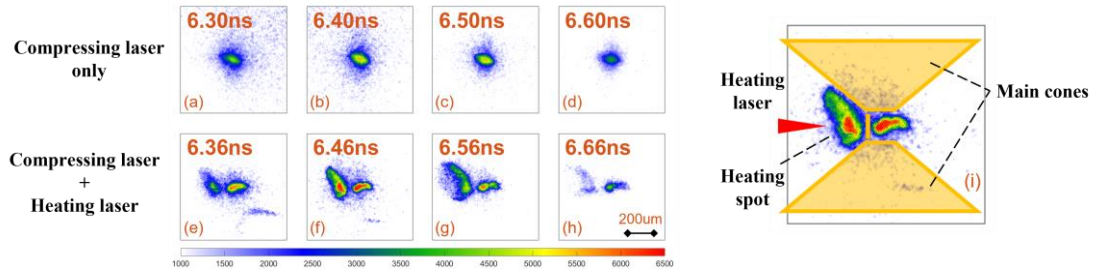 Compressing laser
only
6.30ns
(a)
6.40ns
(b)
6.50ns
(c)
6.60ns
(d)
Compressing laser
+
Heating laser
6.36ns
(e)
6.46ns
(f)
6.56ns
(g)
6.66ns
(h)
200um
1000 1500 2000 2500 3000 3500 4000 4500 5000 5500 6000 6500
Heating
laser
Main cones
Heating
spot
(i)